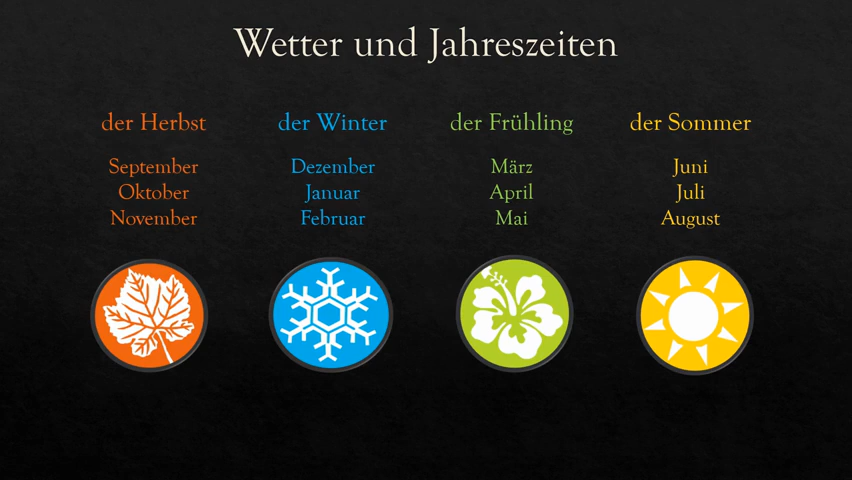 Wetter und Jahreszeiten
der Herbst
September
Oktober
November
der Winter
Dezember
Januar
Februar
der Frühling
März
April
Mai
der Sommer
Juni
Juli
August